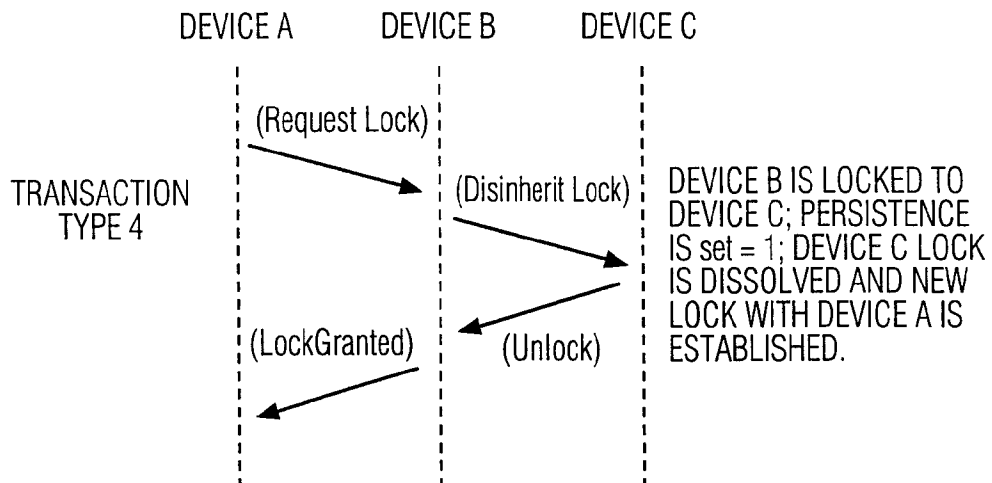 DEVICE A DEVICE B DEVICE C
(Request Lock)
TRANSACTION
TYPE 4
(Disinherit Lock)
DEVICE B IS LOCKED TO
DEVICE C; PERSISTENCE
IS set = 1; DEVICE C LOCK
IS DISSOLVED AND NEW
LOCK WITH DEVICE A IS
ESTABLISHED.
(LockGranted)
(Unlock)